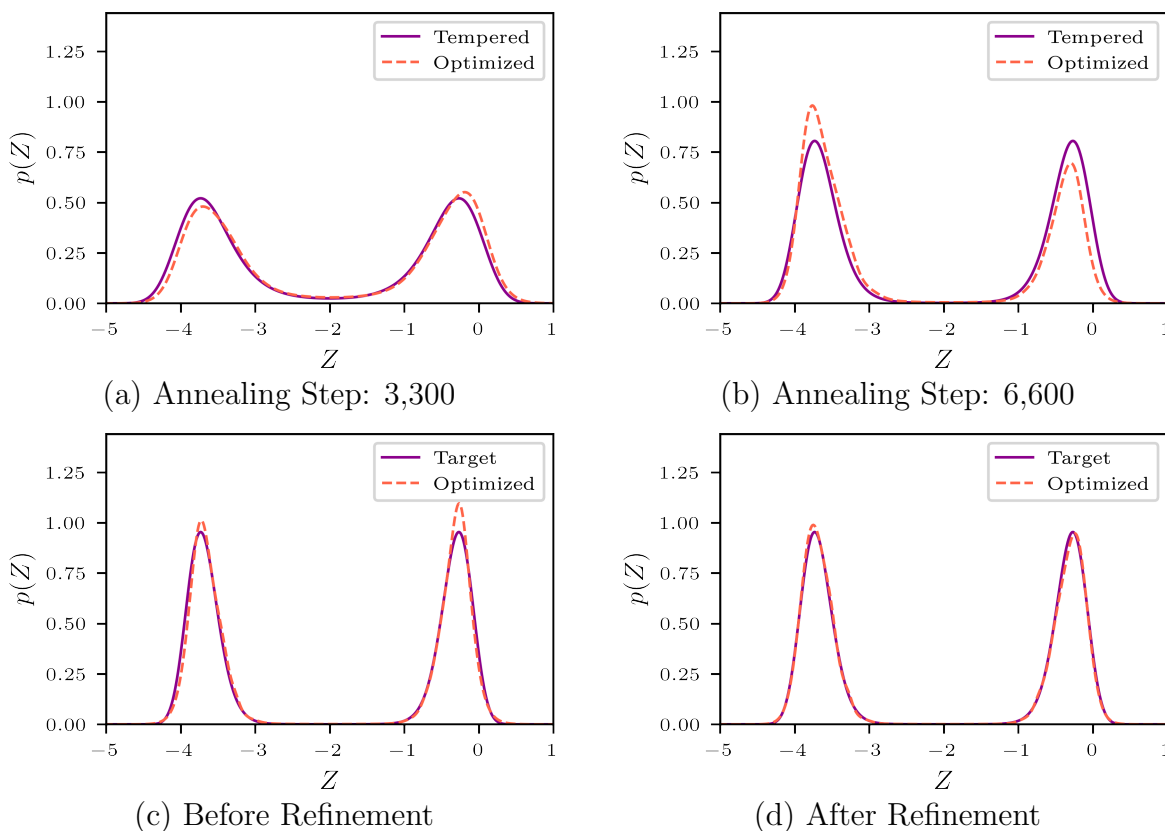 1.25
1.00
0.75
0.50
0.25
0.00
p(Z)
Tempered
Optimized
−5 −4 −3 −2 −1 0 1
Z
(a) Annealing Step: 3,300
1.25
1.00
0.75
0.50
0.25
0.00
p(Z)
Tempered
Optimized
−5 −4 −3 −2 −1 0 1
Z
(b) Annealing Step: 6,600
1.25
1.00
0.75
0.50
0.25
0.00
p(Z)
Target
Optimized
−5 −4 −3 −2 −1 0 1
Z
(c) Before Refinement
1.25
1.00
0.75
0.50
0.25
0.00
p(Z)
Target
Optimized
−5 −4 −3 −2 −1 0 1
Z
(d) After Refinement